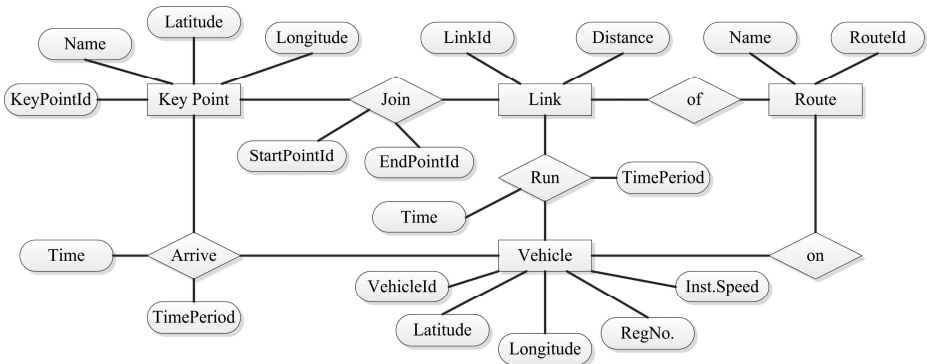 Latitude
Name
Longitude
LinkId
Distance
Name
RouteId
KeyPointId
Key Point
Join
Link
of
Route
StartPointId
EndPointId
Run
TimePeriod
Time
Time
Arrive
Vehicle
on
VehicleId
Inst.Speed
TimePeriod
Latitude
RegNo.
Longitude